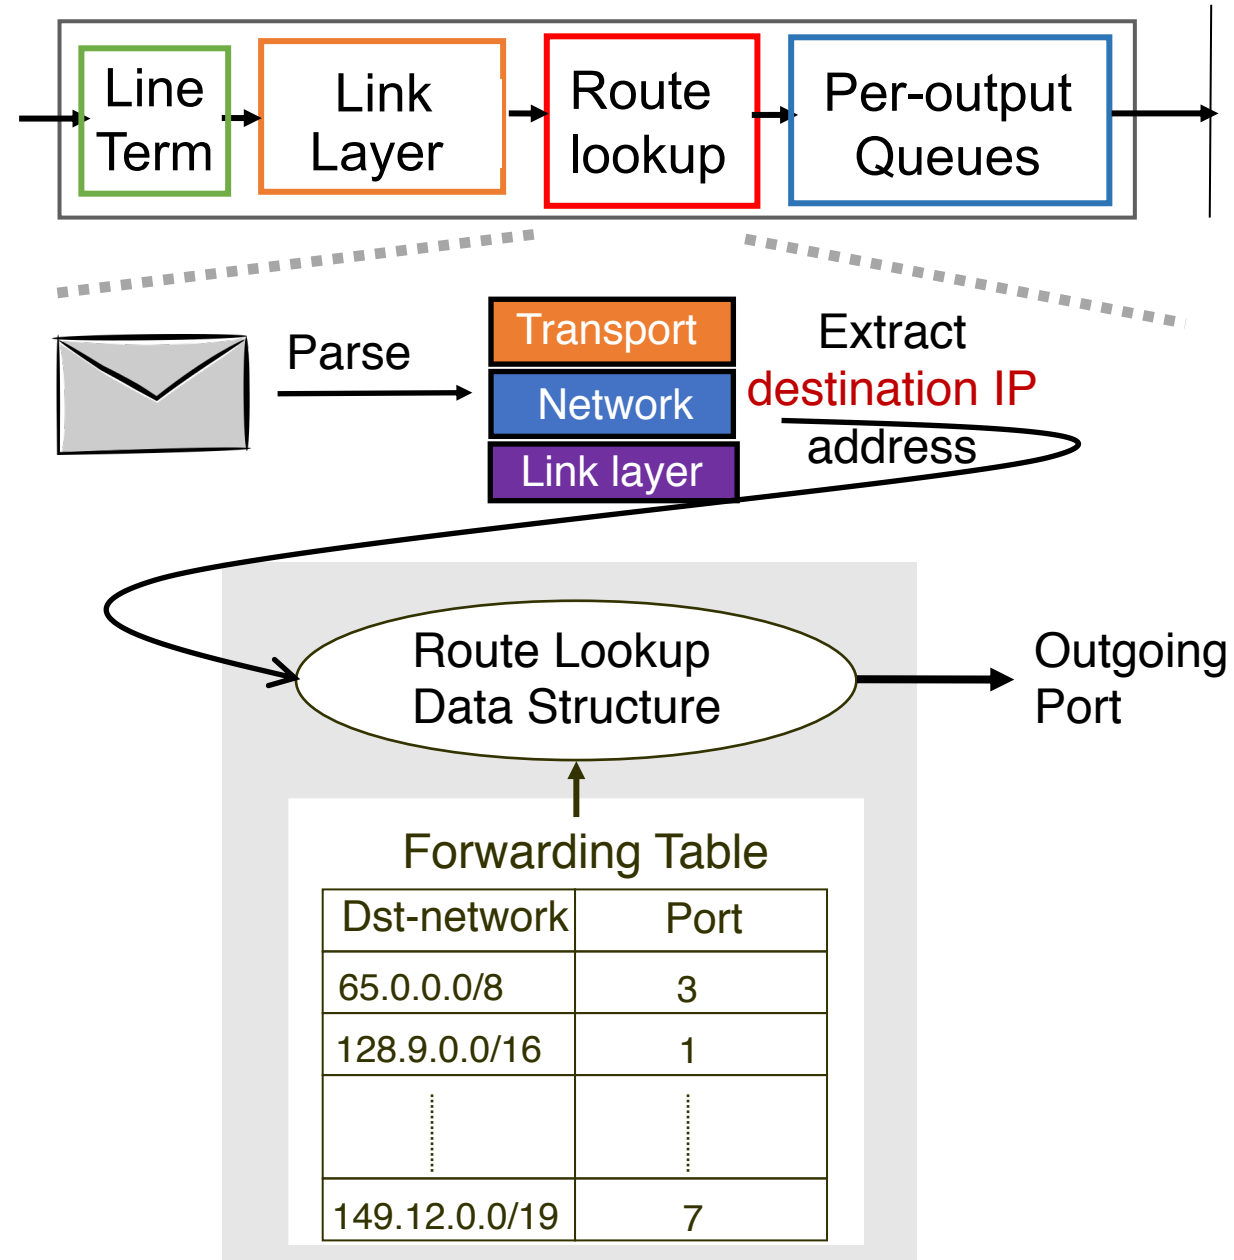 Line
Term
Link
Layer
Route
lookup
Per-output
Queues
Parse
Transport
Network
Link layer
Extract
destination IP
address
Route Lookup
Data Structure
Outgoing
Port
Forwarding Table
Dst-network Port
65.0.0.0/8 3
128.9.0.0/16 1
149.12.0.0/19 7